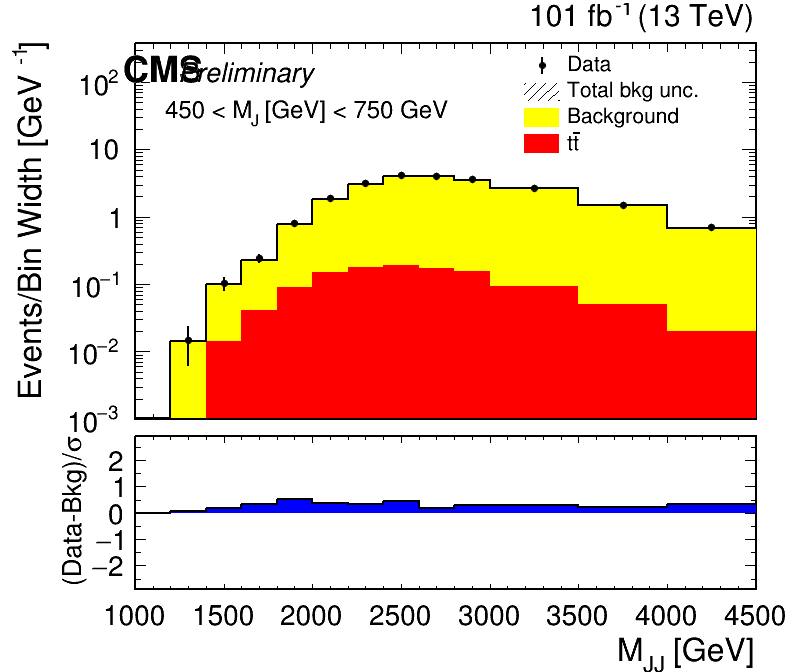 101 fb⁻¹ (13 TeV)
CMS Preliminary
450 < M_J [GeV] < 750 GeV
Data
Total bkg unc.
Background
tt̄
Events/Bin Width [GeV⁻¹]
10²
10
1
10⁻¹
10⁻²
10⁻³
(Data-Bkg)/σ
2
1
0
−1
−2
1000 1500 2000 2500 3000 3500 4000 4500
M_JJ [GeV]